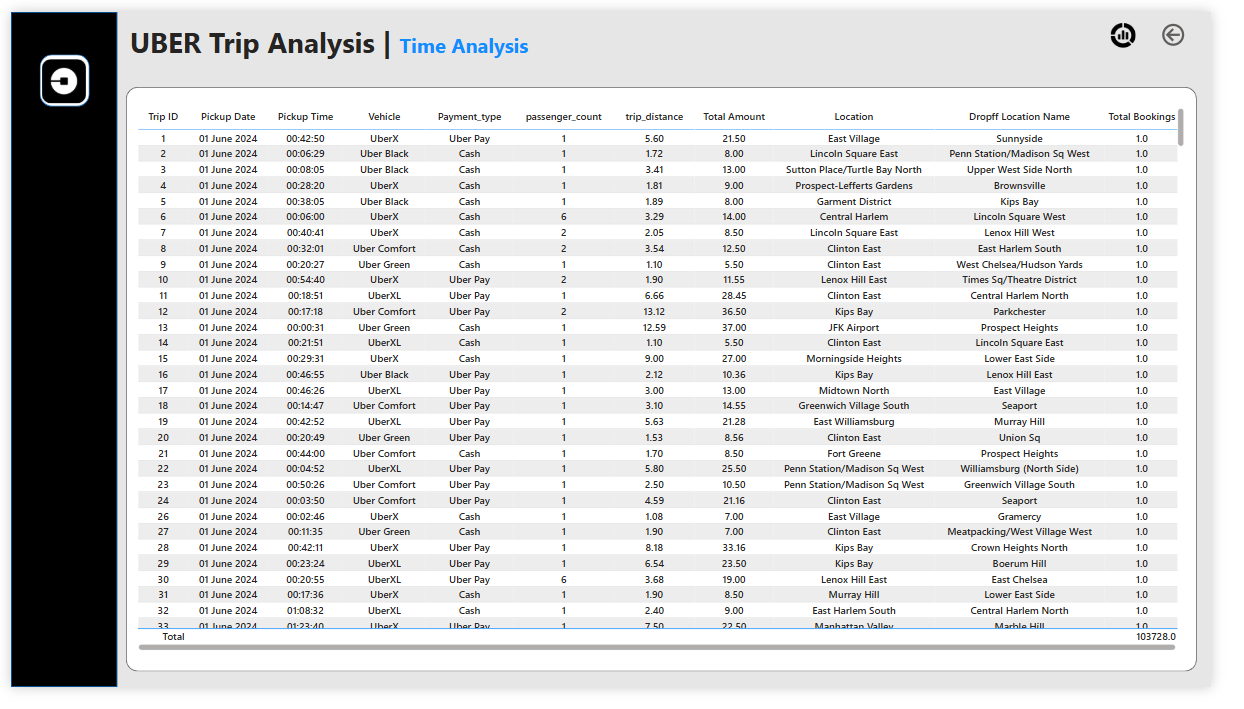 UBER Trip Analysis | Time Analysis
Trip ID Pickup Date Pickup Time Vehicle Payment_type passenger_count trip_distance Total Amount Location Dropff Location Name Total Bookings
1 01 June 2024 00:42:50 UberX Uber Pay 1 5.60 21.50 East Village Sunnyside 1.0
2 01 June 2024 00:06:29 Uber Black Cash 1 1.72 8.00 Lincoln Square East Penn Station/Madison Sq West 1.0
3 01 June 2024 00:08:05 Uber Black Cash 1 3.41 13.00 Sutton Place/Turtle Bay North Upper West Side North 1.0
4 01 June 2024 00:28:20 UberX Cash 1 1.81 9.00 Prospect-Lefferts Gardens Brownsville 1.0
5 01 June 2024 00:38:05 Uber Black Cash 1 1.89 8.00 Garment District Kips Bay 1.0
6 01 June 2024 00:06:00 UberX Cash 6 3.29 14.00 Central Harlem Lincoln Square West 1.0
7 01 June 2024 00:40:41 UberX Cash 2 2.05 8.50 Lincoln Square East Lenox Hill West 1.0
8 01 June 2024 00:32:01 Uber Comfort Cash 2 3.54 12.50 Clinton East East Harlem South 1.0
9 01 June 2024 00:20:27 Uber Green Cash 1 1.10 5.50 Clinton East West Chelsea/Hudson Yards 1.0
10 01 June 2024 00:54:40 UberX Uber Pay 2 1.90 11.55 Lenox Hill East Times Sq/Theatre District 1.0
11 01 June 2024 00:18:51 UberXL Uber Pay 1 6.66 28.45 Clinton East Central Harlem North 1.0
12 01 June 2024 00:17:18 Uber Comfort Uber Pay 2 13.12 36.50 Kips Bay Parkchester 1.0
13 01 June 2024 00:00:31 Uber Green Cash 1 12.59 37.00 JFK Airport Prospect Heights 1.0
14 01 June 2024 00:21:51 UberXL Cash 1 1.10 5.50 Clinton East Lincoln Square East 1.0
15 01 June 2024 00:29:31 UberX Cash 1 9.00 27.00 Morningside Heights Lower East Side 1.0
16 01 June 2024 00:46:55 Uber Black Uber Pay 1 2.12 10.36 Kips Bay Lenox Hill East 1.0
17 01 June 2024 00:46:26 UberXL Uber Pay 1 3.00 13.00 Midtown North East Village 1.0
18 01 June 2024 00:14:47 Uber Comfort Uber Pay 1 3.10 14.55 Greenwich Village South Seaport 1.0
19 01 June 2024 00:42:52 UberXL Uber Pay 1 5.63 21.28 East Williamsburg Murray Hill 1.0
20 01 June 2024 00:20:49 Uber Green Uber Pay 1 1.53 8.56 Clinton East Union Sq 1.0
21 01 June 2024 00:44:00 Uber Comfort Cash 1 1.70 8.50 Fort Greene Prospect Heights 1.0
22 01 June 2024 00:04:52 UberXL Uber Pay 1 5.80 25.50 Penn Station/Madison Sq West Williamsburg (North Side) 1.0
23 01 June 2024 00:50:26 Uber Comfort Uber Pay 1 2.50 10.50 Penn Station/Madison Sq West Greenwich Village South 1.0
24 01 June 2024 00:03:50 Uber Comfort Uber Pay 1 4.59 21.16 Clinton East Seaport 1.0
26 01 June 2024 00:02:46 UberX Cash 1 1.08 7.00 East Village Gramercy 1.0
27 01 June 2024 00:11:35 Uber Green Cash 1 1.90 7.00 Clinton East Meatpacking/West Village West 1.0
28 01 June 2024 00:42:11 UberX Uber Pay 1 8.18 33.16 Kips Bay Crown Heights North 1.0
29 01 June 2024 00:23:24 UberXL Uber Pay 1 6.54 23.50 Kips Bay Boerum Hill 1.0
30 01 June 2024 00:20:55 UberXL Uber Pay 6 3.68 19.00 Lenox Hill East East Chelsea 1.0
31 01 June 2024 00:17:36 UberX Cash 1 1.90 8.50 Murray Hill Lower East Side 1.0
32 01 June 2024 01:08:32 UberXL Cash 1 2.40 9.00 East Harlem South Central Harlem North 1.0
33 01 June 2024 01:23:40 UberX Uber Pay 1 7.50 22.50 Manhattan Valley Marble Hill 1.0
Total 103728.0